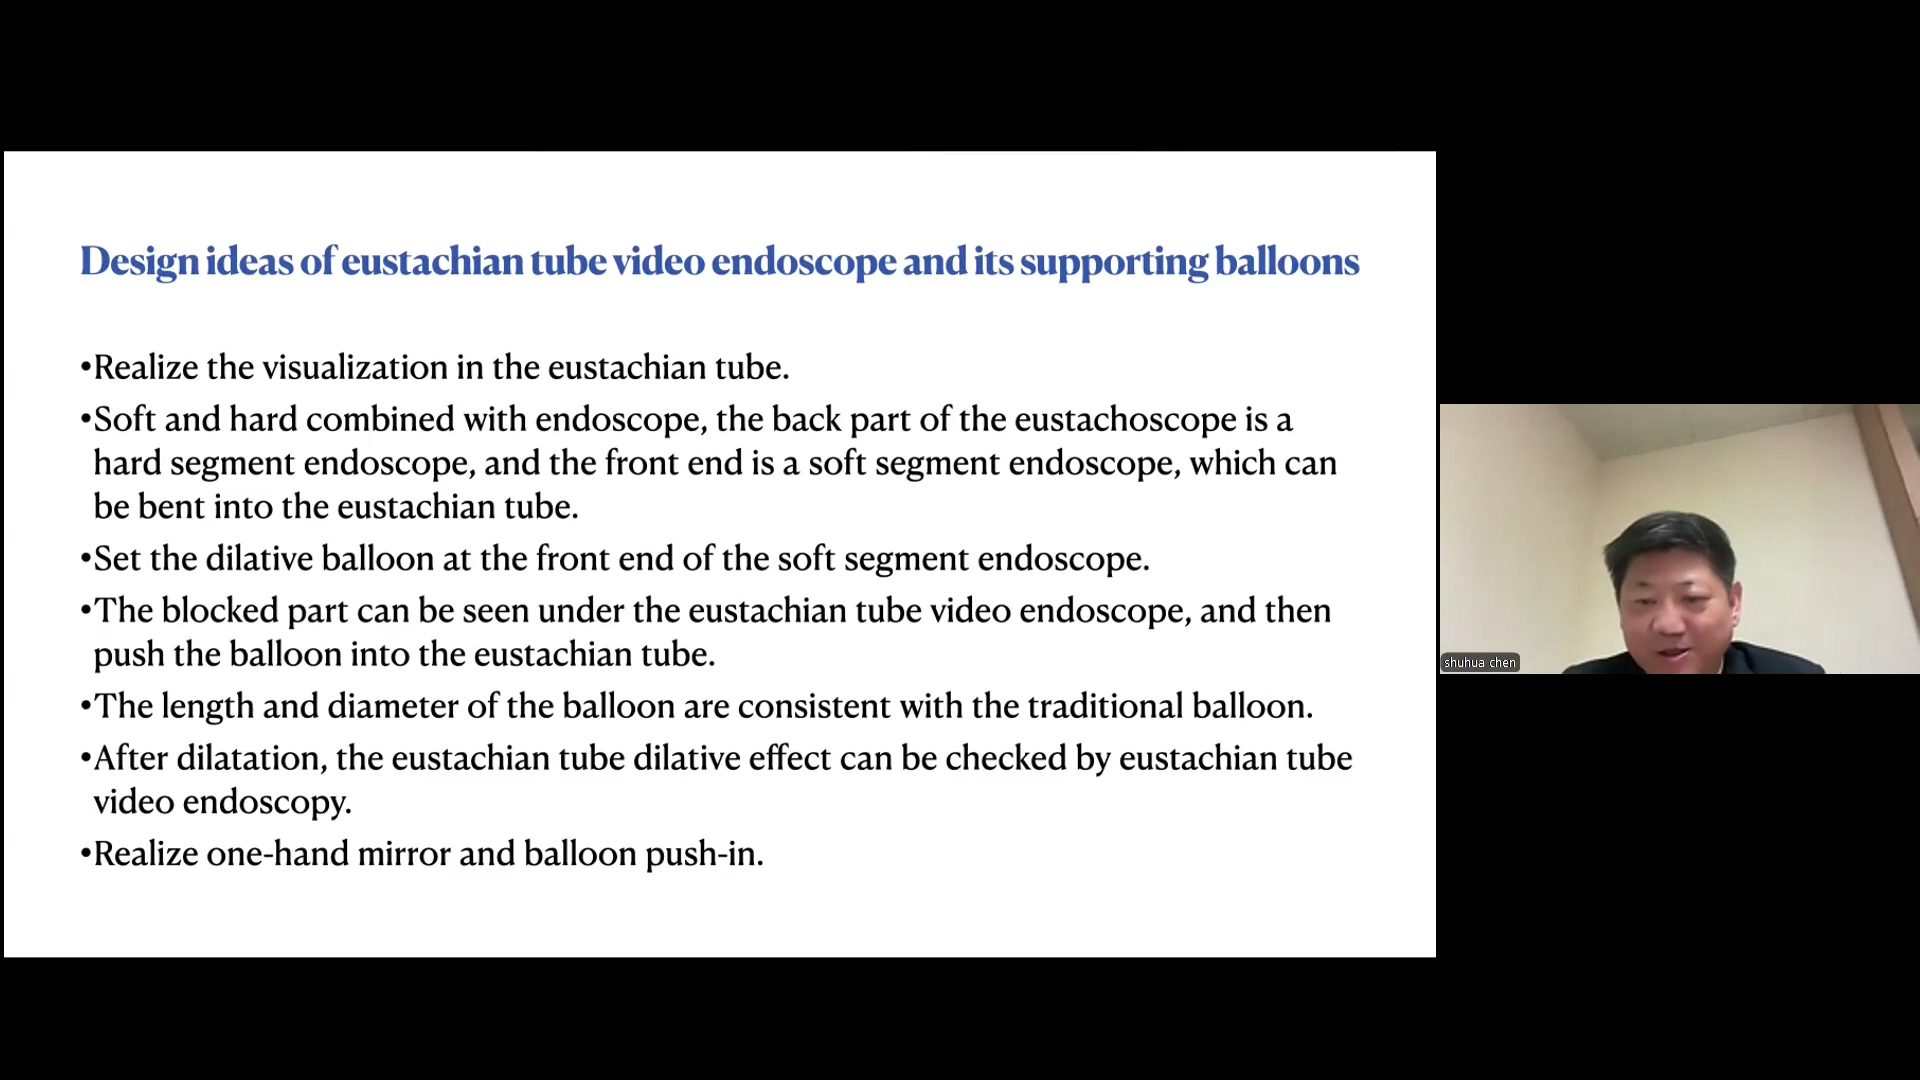 Design ideas of eustachian tube video endoscope and its supporting balloons
•Realize the visualization in the eustachian tube.
•Soft and hard combined with endoscope, the back part of the eustachoscope is a
hard segment endoscope, and the front end is a soft segment endoscope, which can
be bent into the eustachian tube.
•Set the dilative balloon at the front end of the soft segment endoscope.
•The blocked part can be seen under the eustachian tube video endoscope, and then
push the balloon into the eustachian tube.
•The length and diameter of the balloon are consistent with the traditional balloon.
•After dilatation, the eustachian tube dilative effect can be checked by eustachian tube
video endoscopy.
•Realize one-hand mirror and balloon push-in.
shuhua chen